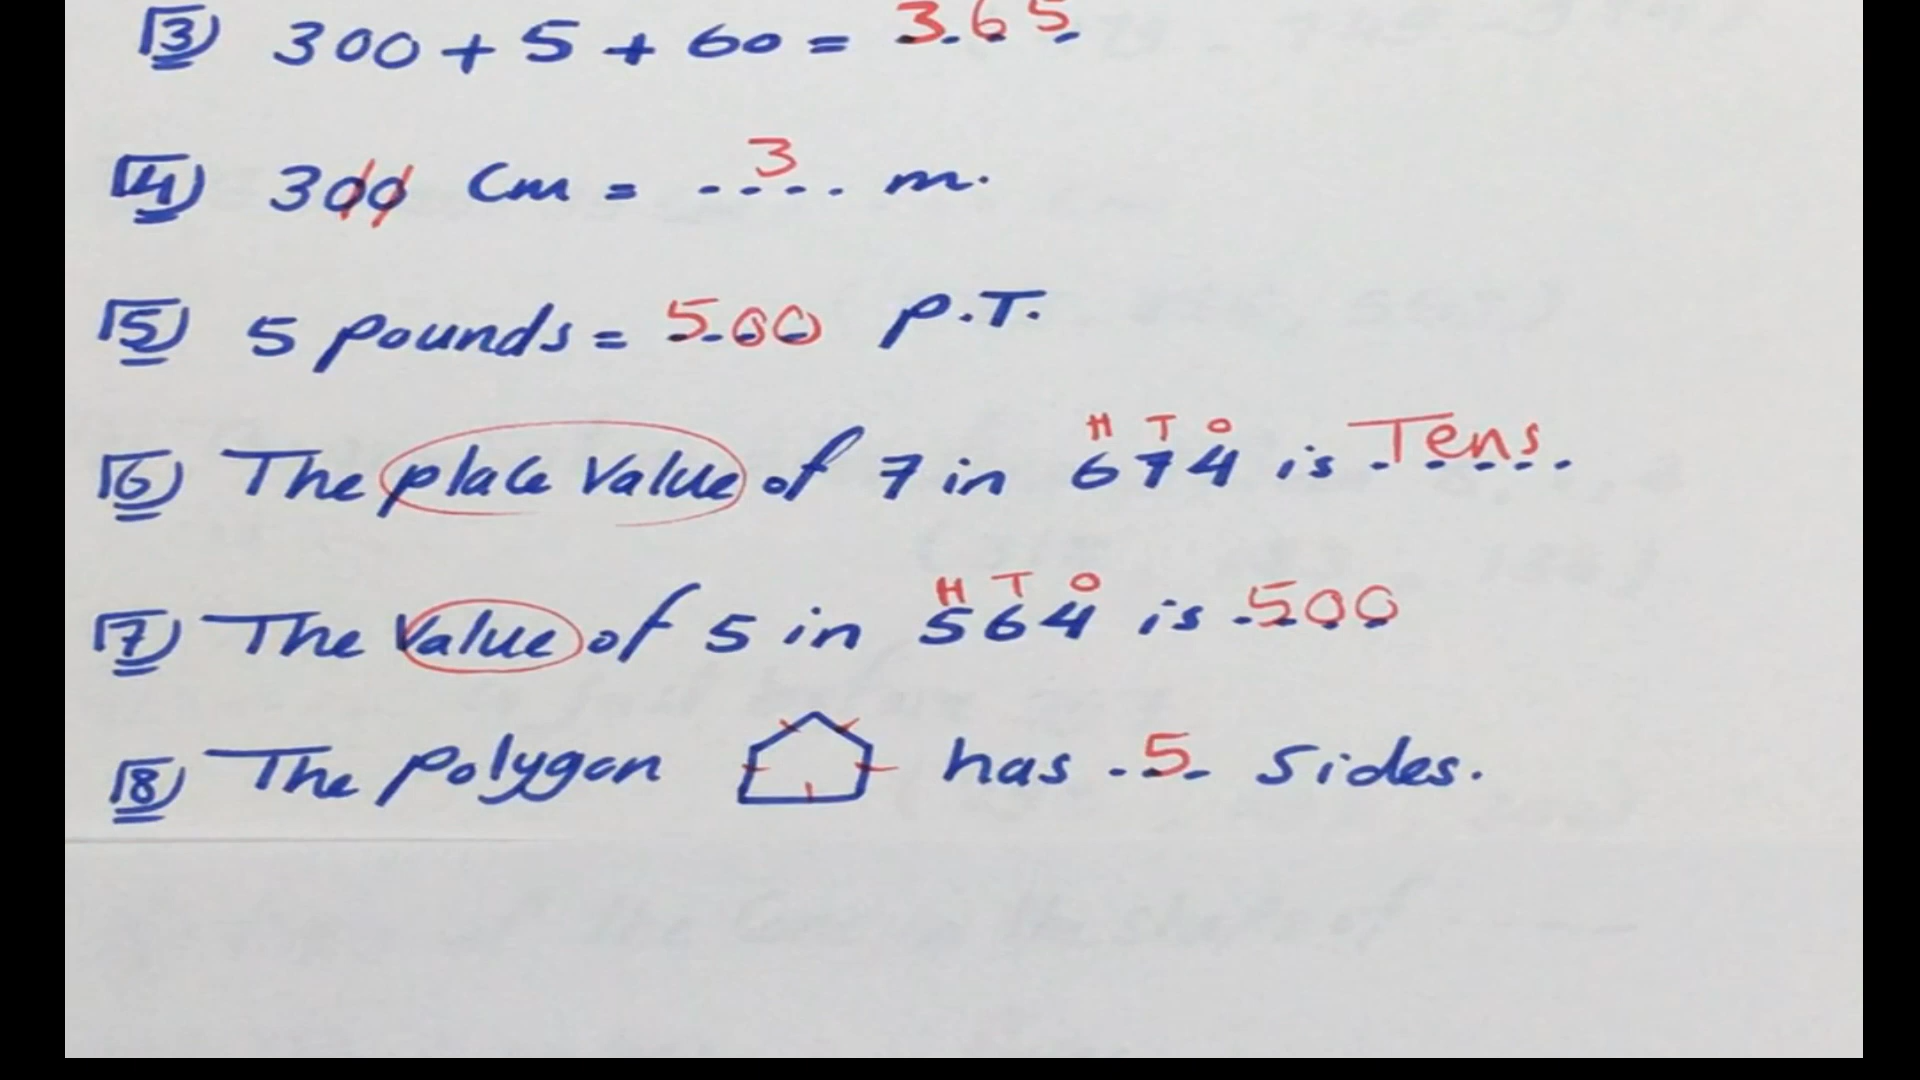 3 300 + 5 + 60 = 365
4 300 cm = 3 m.
5 5 pounds = 500 P.T.
H T O
6 The place value of 7 in 674 is Tens.
H T O
7 The value of 5 in 564 is 500
8 The polygon has 5 sides.